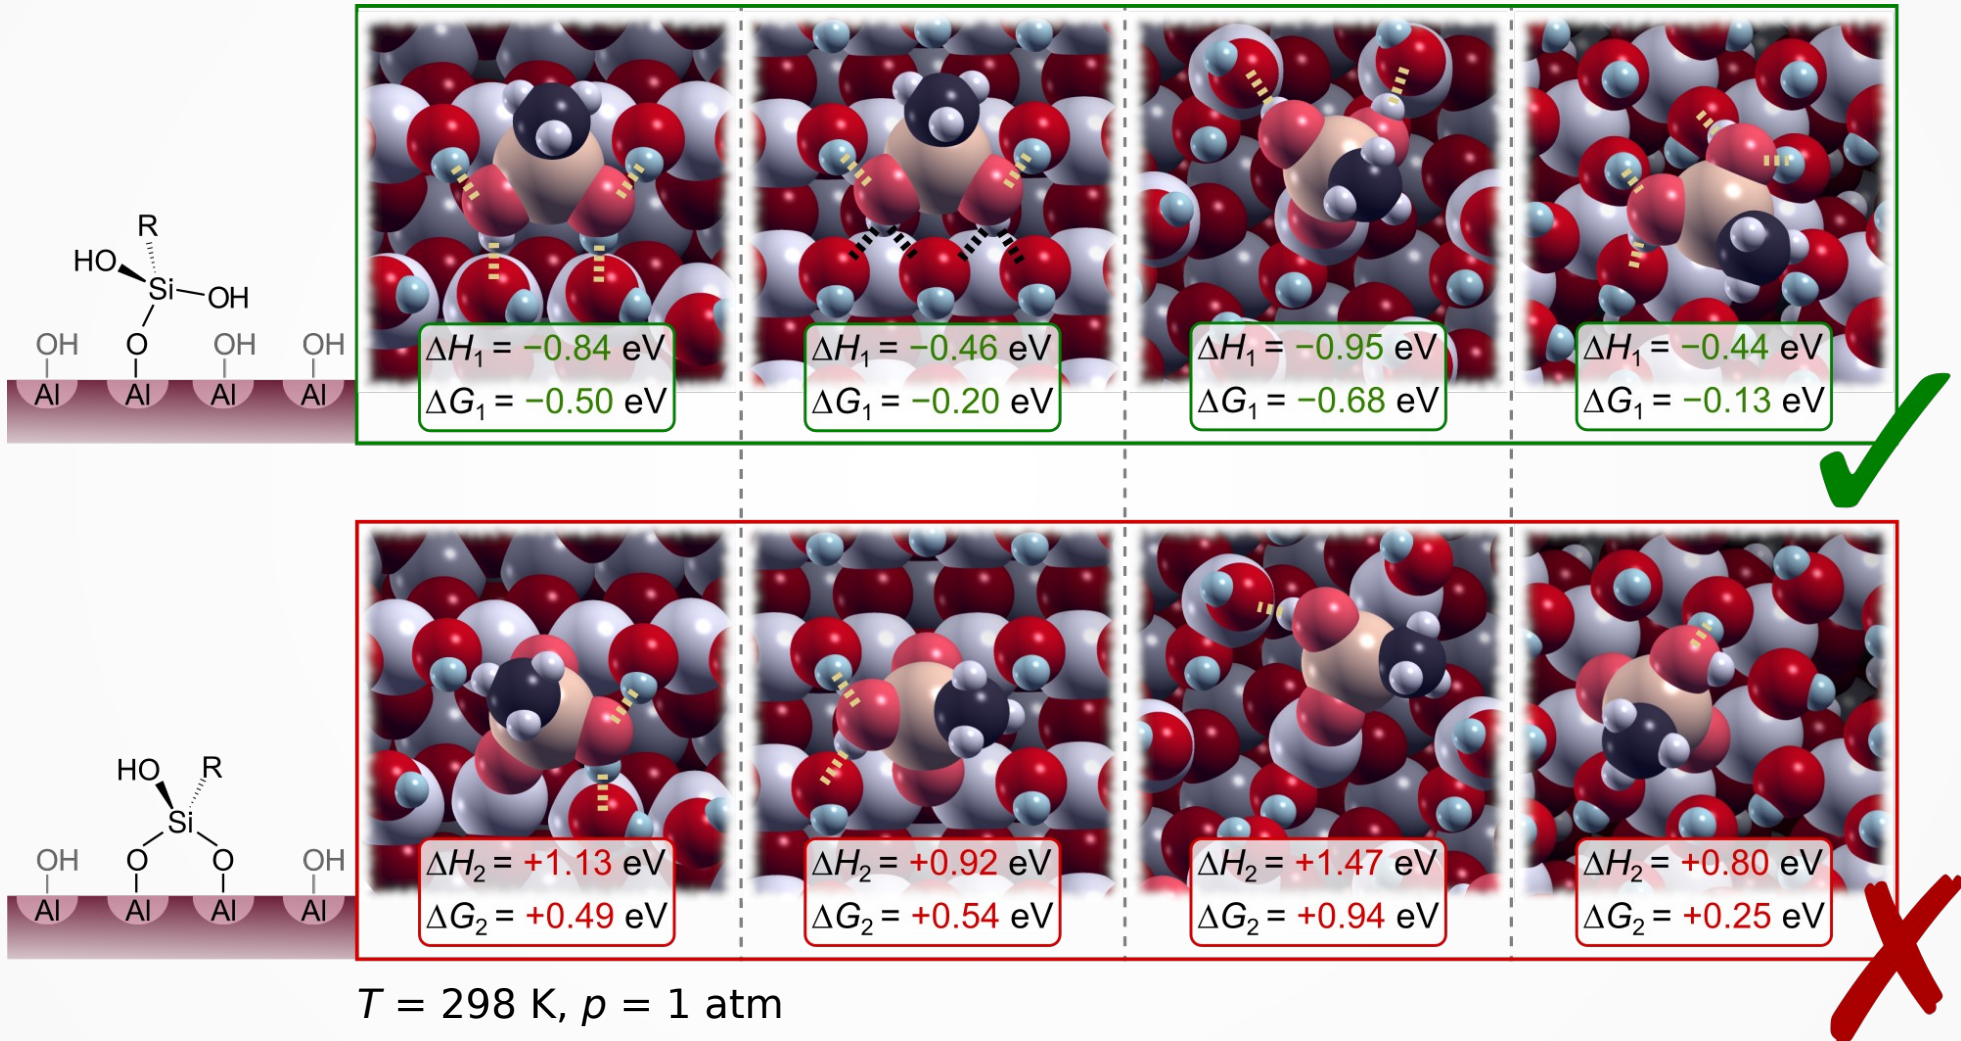 R
HO
Si
OH
OH
O
OH
OH
Al
Al
Al
Al
ΔH₁ = −0.84 eV
ΔG₁ = −0.50 eV
ΔH₁ = −0.46 eV
ΔG₁ = −0.20 eV
ΔH₁ = −0.95 eV
ΔG₁ = −0.68 eV
ΔH₁ = −0.44 eV
ΔG₁ = −0.13 eV
HO
R
Si
OH
O
O
OH
Al
Al
Al
Al
ΔH₂ = +1.13 eV
ΔG₂ = +0.49 eV
ΔH₂ = +0.92 eV
ΔG₂ = +0.54 eV
ΔH₂ = +1.47 eV
ΔG₂ = +0.94 eV
ΔH₂ = +0.80 eV
ΔG₂ = +0.25 eV
T = 298 K, p = 1 atm